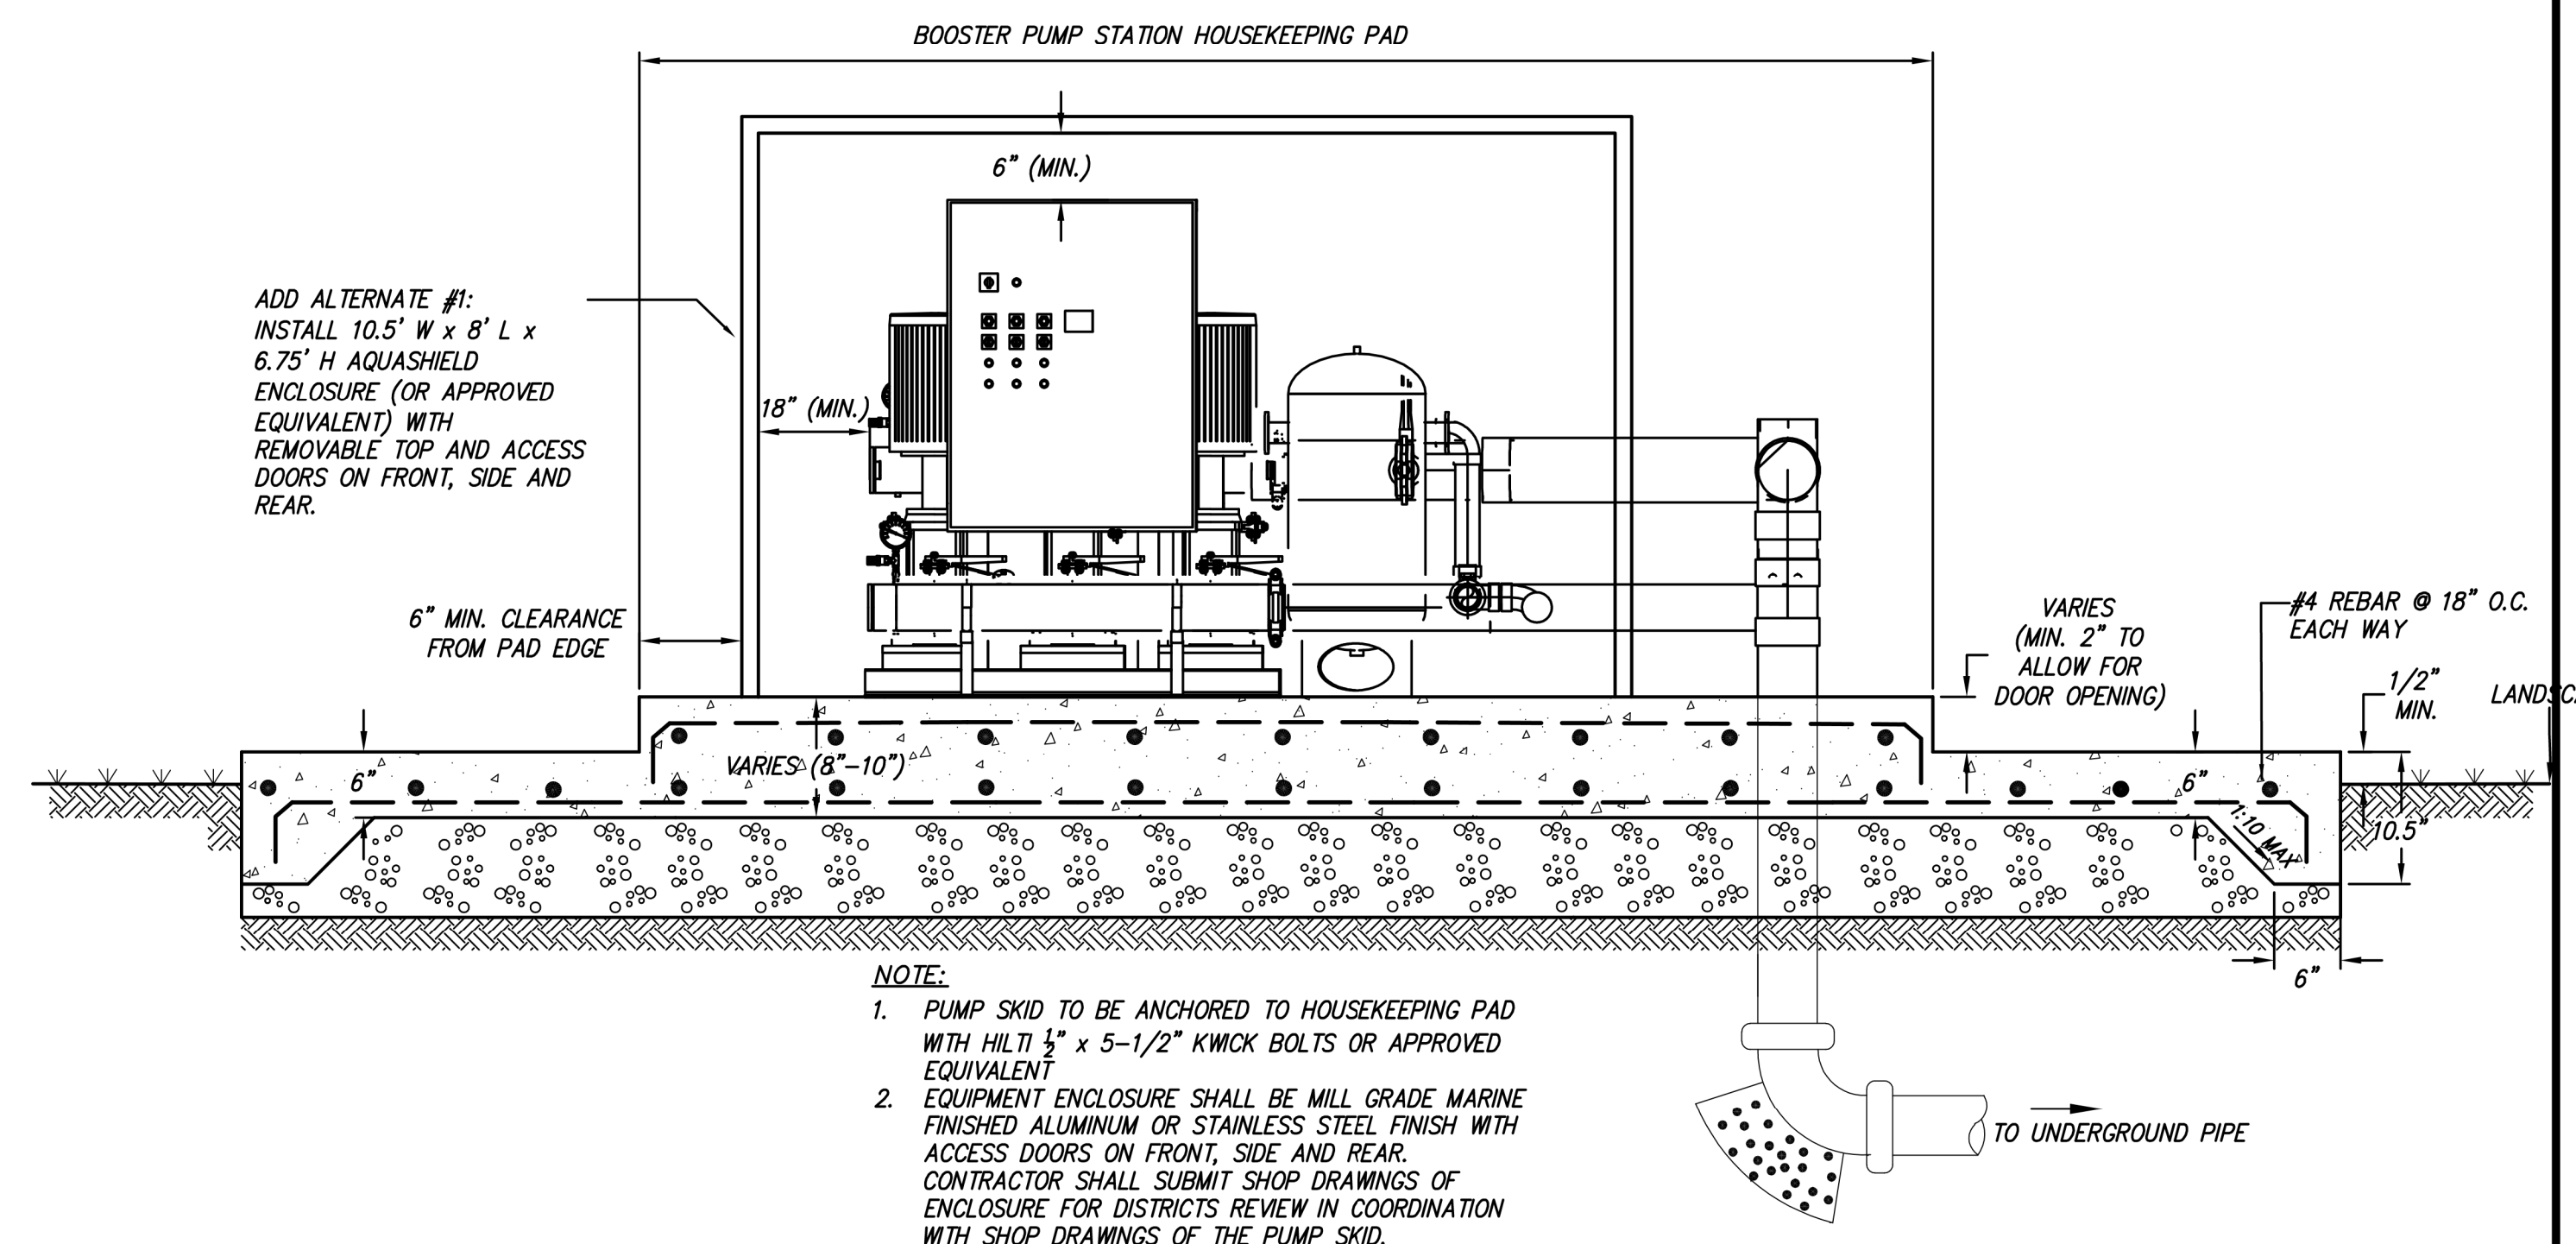 BOOSTER PUMP STATION HOUSEKEEPING PAD
6" (MIN.)
ADD ALTERNATE #1:
INSTALL 10.5' W x 8' L x
6.75' H AQUASHIELD
ENCLOSURE (OR APPROVED
EQUIVALENT) WITH
REMOVABLE TOP AND ACCESS
DOORS ON FRONT, SIDE AND
REAR.
18" (MIN.)
6" MIN. CLEARANCE
FROM PAD EDGE
VARIES
(MIN. 2" TO
ALLOW FOR
DOOR OPENING)
#4 REBAR @ 18" O.C.
EACH WAY
1/2"
MIN.
6"
VARIES (8"-10")
6"
1:10 MAX
10.5"
6"
NOTE:
1. PUMP SKID TO BE ANCHORED TO HOUSEKEEPING PAD
WITH HILTI 1/2" x 5-1/2" KWICK BOLTS OR APPROVED
EQUIVALENT
2. EQUIPMENT ENCLOSURE SHALL BE MILL GRADE MARINE
FINISHED ALUMINUM OR STAINLESS STEEL FINISH WITH
ACCESS DOORS ON FRONT, SIDE AND REAR.
CONTRACTOR SHALL SUBMIT SHOP DRAWINGS OF
ENCLOSURE FOR DISTRICTS REVIEW IN COORDINATION
WITH SHOP DRAWINGS OF THE PUMP SKID.
TO UNDERGROUND PIPE